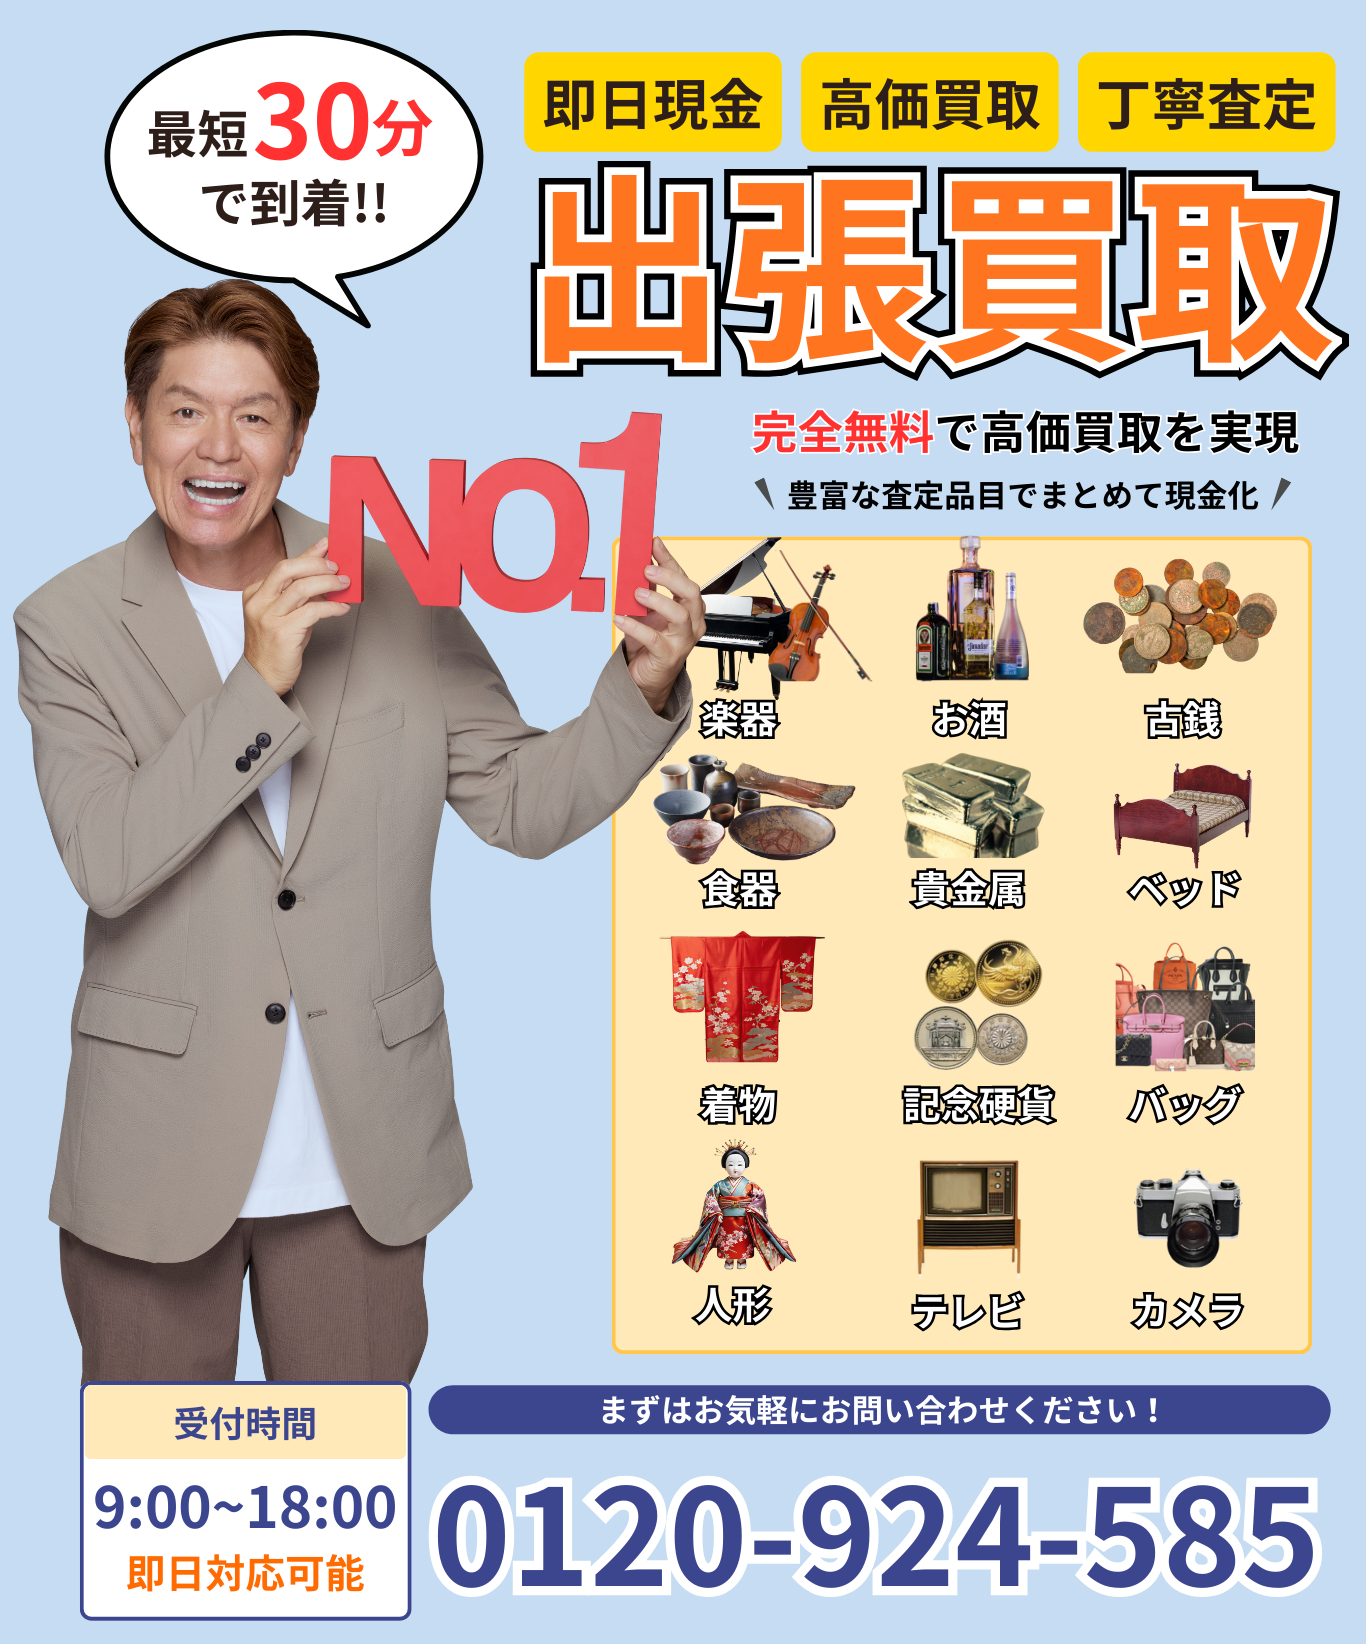 最短30分
で到着!!
即日現金 高価買取 丁寧査定
出張買取
完全無料で高価買取を実現
豊富な査定品目でまとめて現金化
NO.1
楽器 お酒 古銭
食器 貴金属 ベッド
着物 記念硬貨 バッグ
人形 テレビ カメラ
受付時間
9:00~18:00
即日対応可能
まずはお気軽にお問い合わせください！
0120-924-585